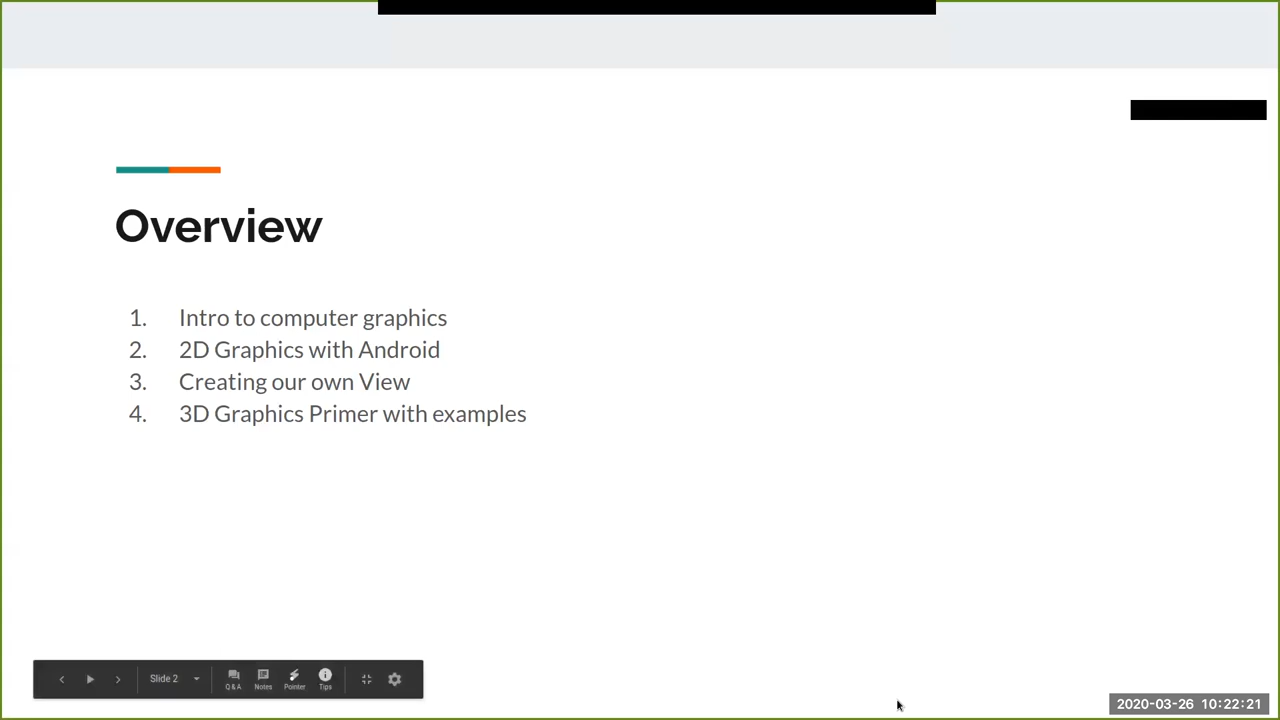 Overview
1. Intro to computer graphics
2. 2D Graphics with Android
3. Creating our own View
4. 3D Graphics Primer with examples
Slide 2
Q & A
Notes
Pointer
Tips
2020-03-26 10:22:21